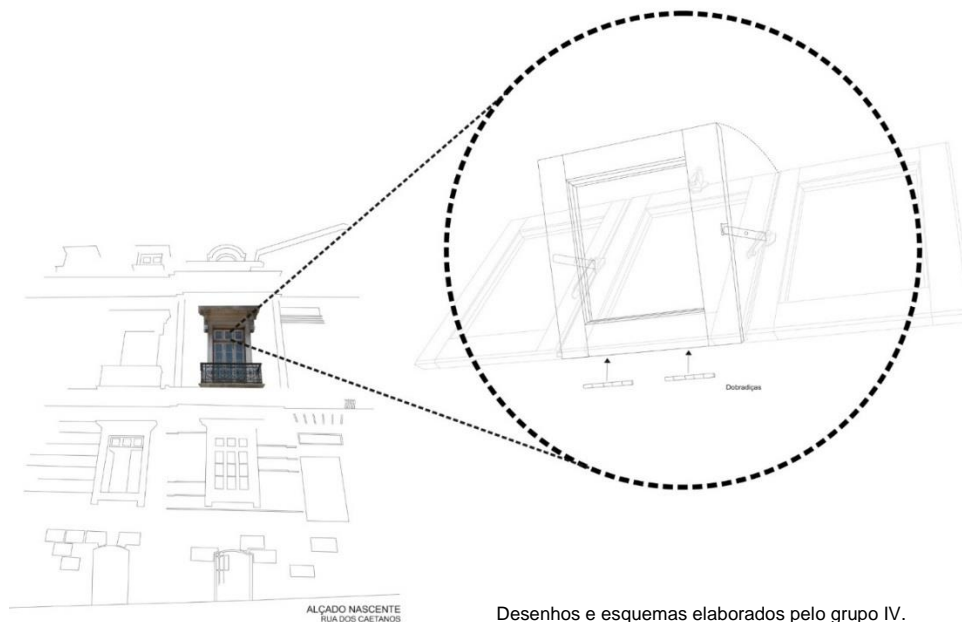 Dobradiças
ALÇADO NASCENTE
RUA DOS CAETANOS
Desenhos e esquemas elaborados pelo grupo IV.